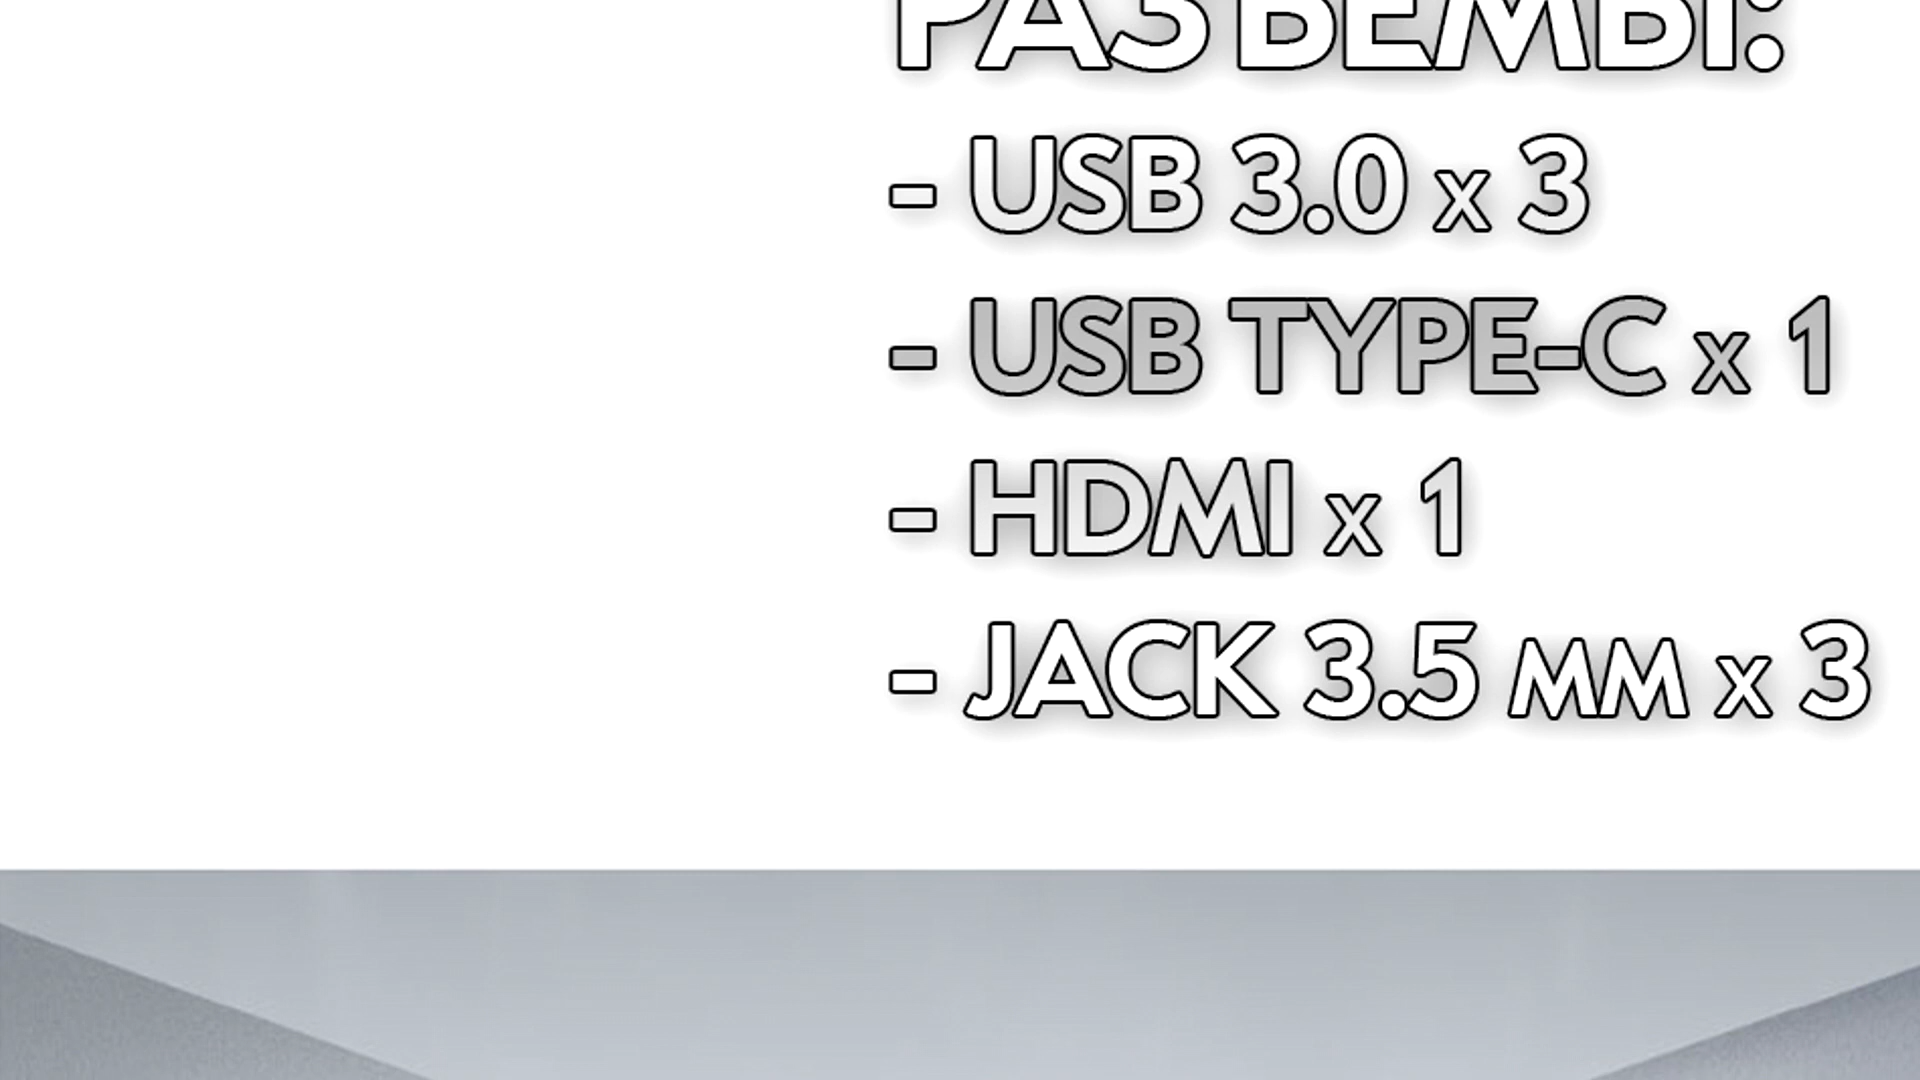 РАЗЪЕМЫ:
- USB 3.0 x 3
- USB TYPE-C x 1
- HDMI x 1
- JACK 3.5 мм x 3